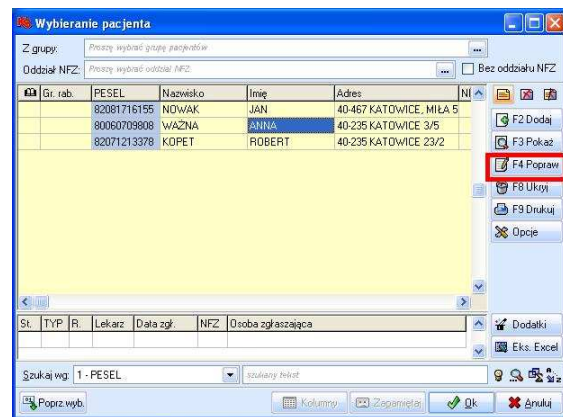 Wybieranie pacjenta
Z grupy: Proszę wybrać grupę pacjentów ...
Oddział NFZ: Proszę wybrać oddział NFZ ... Bez oddziału NFZ
Gr. rab. PESEL Nazwisko Imię Adres NI
82081716155 NOWAK JAN 40-467 KATOWICE, MIŁA 5
80060709808 WAŻNA ANNA 40-235 KATOWICE 3/5
82071213378 KOPET ROBERT 40-235 KATOWICE 23/2
F2 Dodaj
F3 Pokaż
F4 Popraw
F8 Ukryj
F9 Drukuj
Opcje
St. TYP R. Lekarz Data zgł. NFZ Osoba zgłaszająca
Dodatki
Eks. Excel
Szukaj wg: 1 - PESEL szukany tekst
Poprz.wyb. Kolumny Zapamiętaj Ok Anuluj